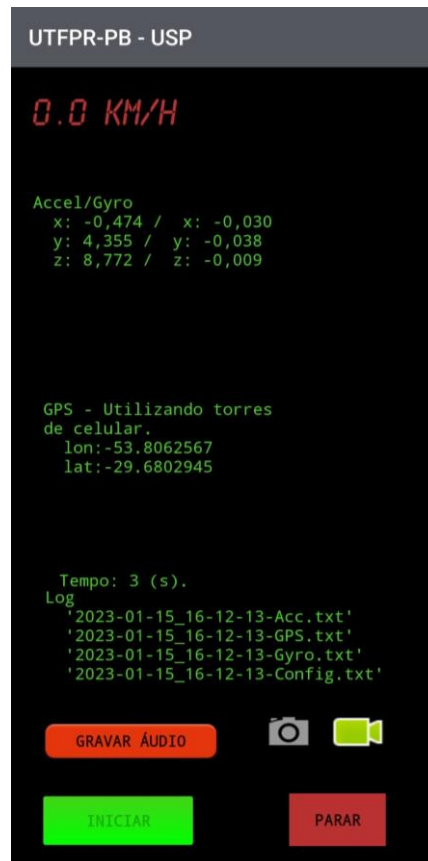 UTFPR-PB - USP
0.0 KM/H
Accel/Gyro
x: -0,474 / x: -0,030
y: 4,355 / y: -0,038
z: 8,772 / z: -0,009
GPS - Utilizando torres
de celular.
lon:-53.8062567
lat:-29.6802945
Tempo: 3 (s).
Log
'2023-01-15_16-12-13-Acc.txt'
'2023-01-15_16-12-13-GPS.txt'
'2023-01-15_16-12-13-Gyro.txt'
'2023-01-15_16-12-13-Config.txt'
GRAVAR ÁUDIO
INICIAR
PARAR